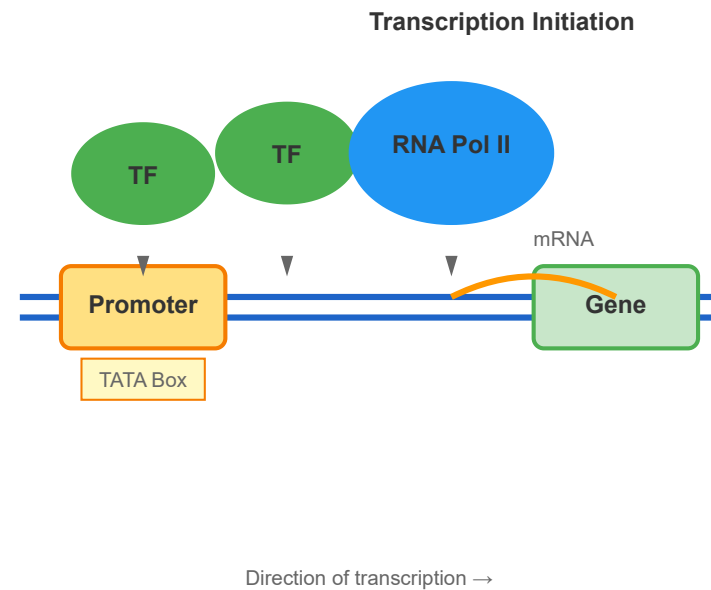 Transcription Initiation
TF
TF
RNA Pol II
mRNA
Promoter
Gene
TATA Box
Direction of transcription →